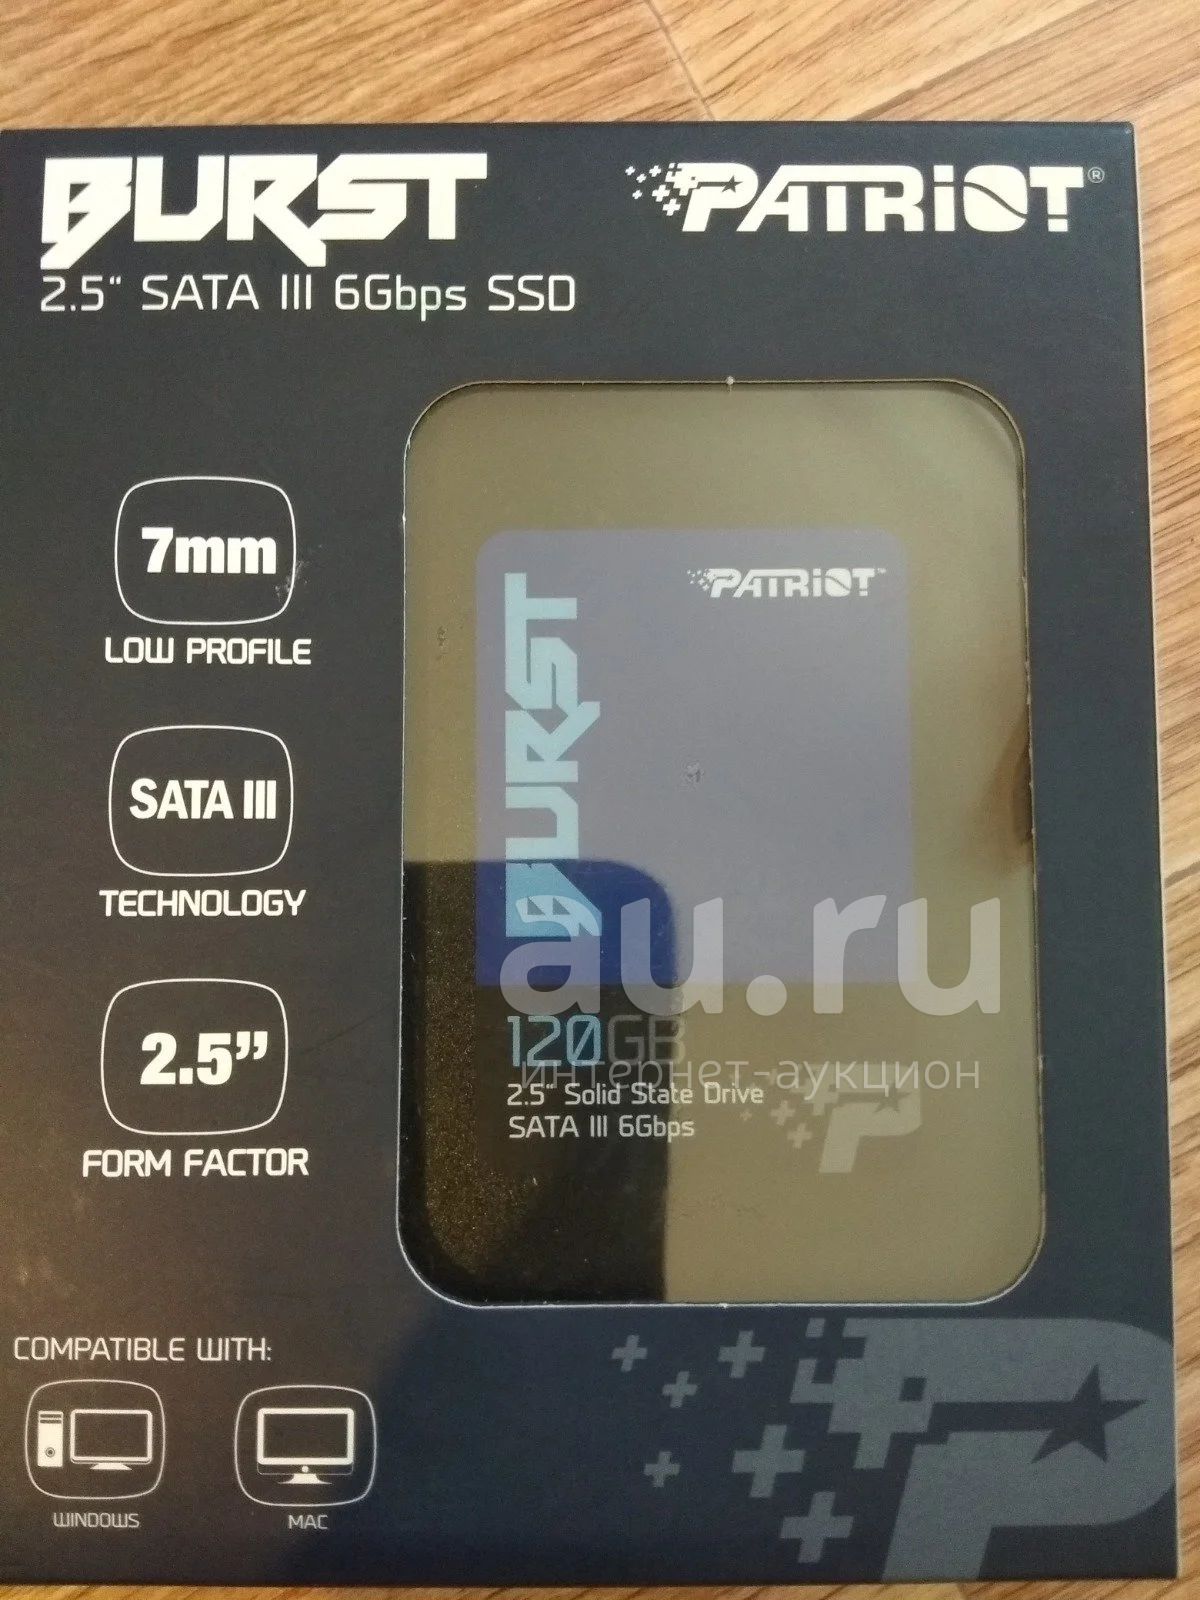 BURST
PATRiOT®
2.5“ SATA III 6Gbps SSD
7mm
LOW PROFILE
SATA III
TECHNOLOGY
2.5”
FORM FACTOR
PATRiOT™
BURST
120GB
2.5“ Solid State Drive
SATA III 6Gbps
au.ru
интернет-аукцион
COMPATIBLE WITH:
WINDOWS
MAC